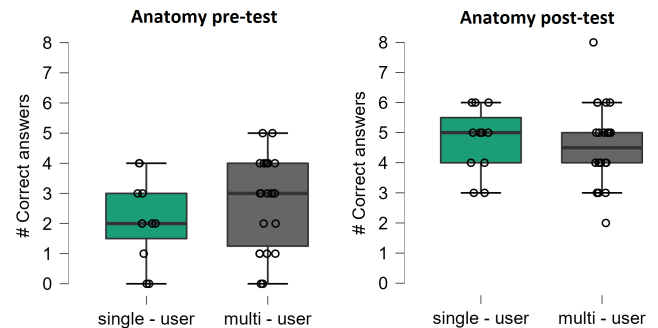 Anatomy pre-test
# Correct answers
8
7
6
5
4
3
2
1
0
single - user
multi - user
Anatomy post-test
# Correct answers
8
7
6
5
4
3
2
1
0
single - user
multi - user